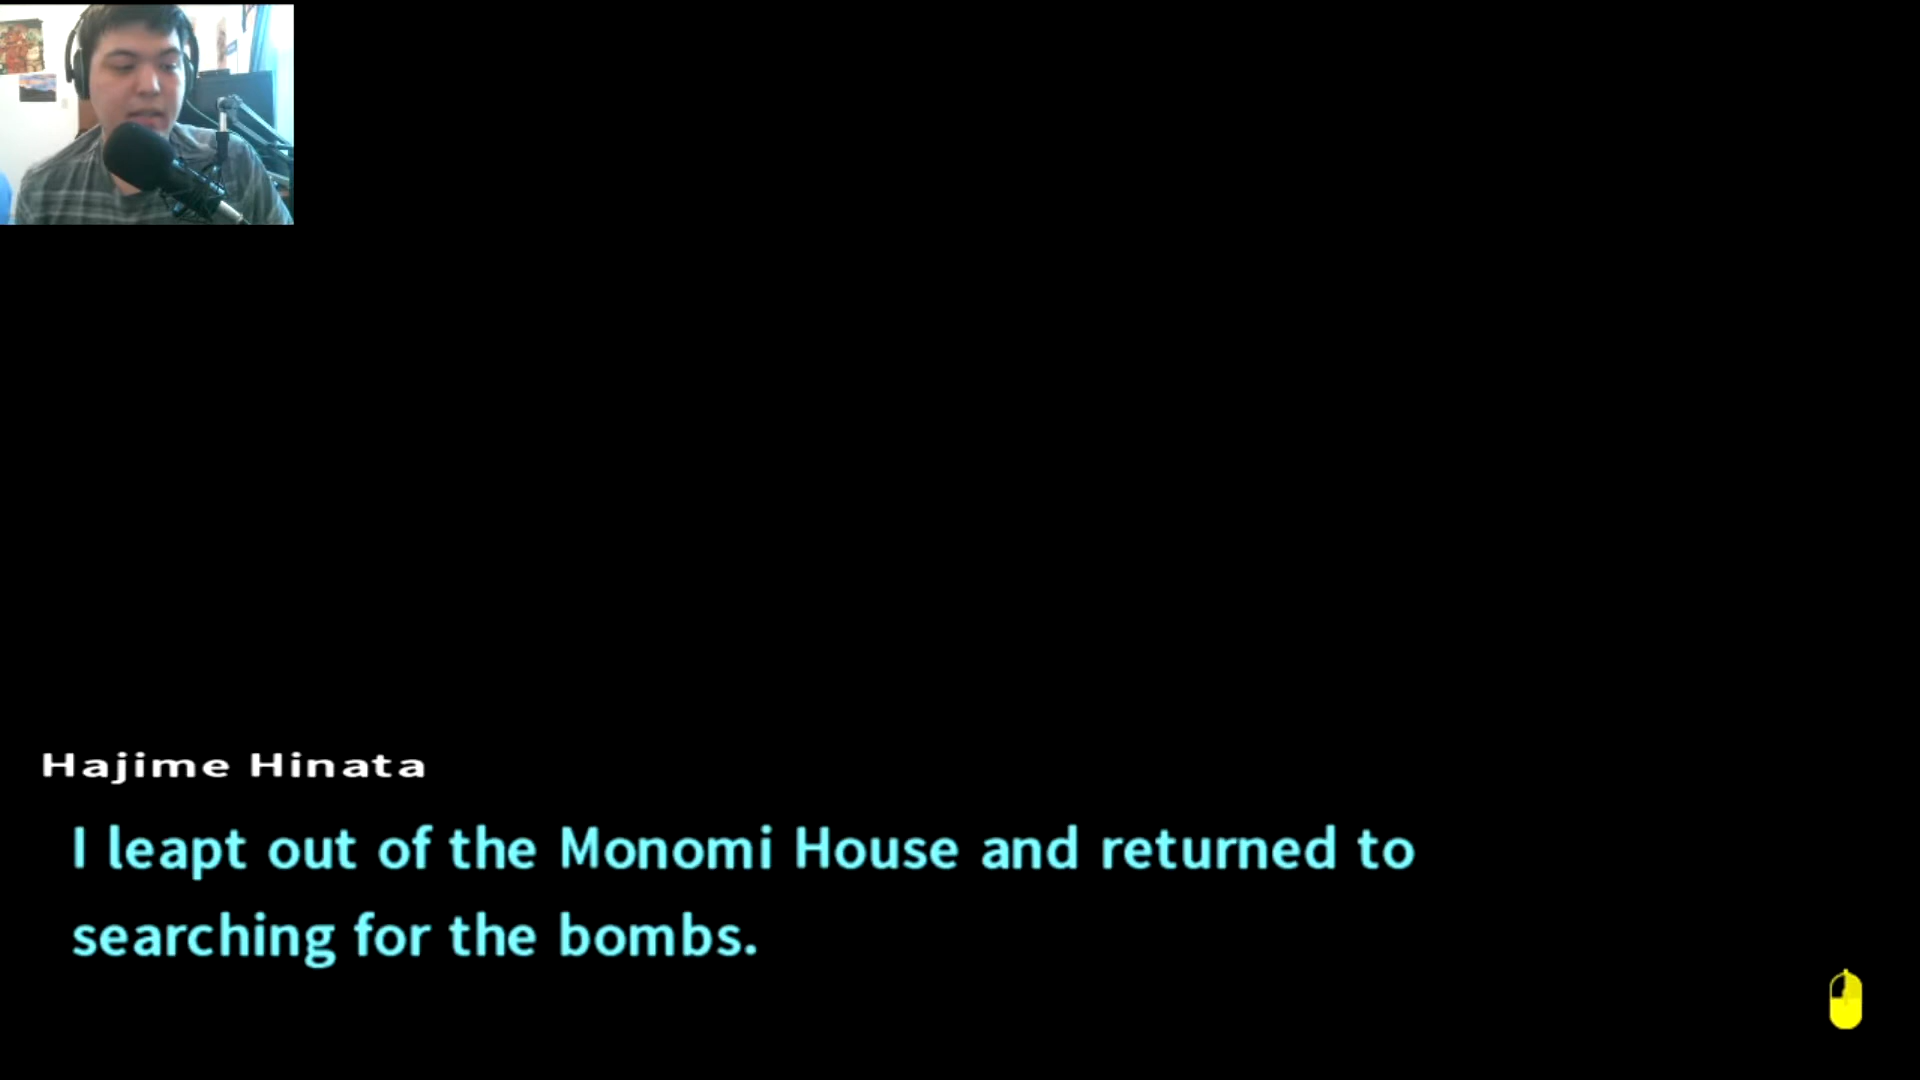 Hajime Hinata
I leapt out of the Monomi House and returned to
searching for the bombs.